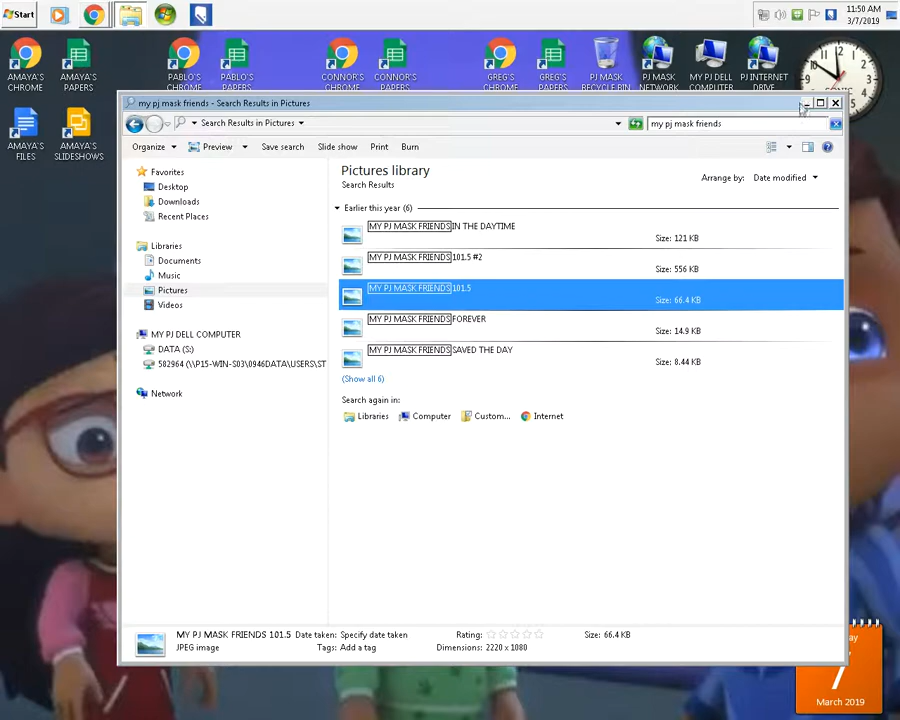 Start
11:50 AM
3/7/2019
AMAYA'S CHROME
AMAYA'S PAPERS
PABLO'S CHROME
PABLO'S PAPERS
CONNOR'S CHROME
CONNOR'S PAPERS
GREG'S CHROME
GREG'S PAPERS
PJ MASK RECYCLE BIN
PJ MASK NETWORK
MY PJ DELL COMPUTER
PJ INTERNET DRIVE
AMAYA'S FILES
AMAYA'S SLIDESHOWS
my pj mask friends - Search Results in Pictures
Search Results in Pictures
my pj mask friends
Organize
Preview
Save search
Slide show
Print
Burn
Favorites
Desktop
Downloads
Recent Places
Libraries
Documents
Music
Pictures
Videos
MY PJ DELL COMPUTER
DATA (S:)
582964 (\\P15-WIN-S03\0946DATA\USERS\ST
Network
Pictures library
Search Results
Arrange by: Date modified
Earlier this year (6)
MY PJ MASK FRIENDS IN THE DAYTIME
Size: 121 KB
MY PJ MASK FRIENDS 101.5 #2
Size: 556 KB
MY PJ MASK FRIENDS 101.5
Size: 66.4 KB
MY PJ MASK FRIENDS FOREVER
Size: 14.9 KB
MY PJ MASK FRIENDS SAVED THE DAY
Size: 8.44 KB
(Show all 6)
Search again in:
Libraries
Computer
Custom...
Internet
MY PJ MASK FRIENDS 101.5 Date taken: Specify date taken Rating: Size: 66.4 KB
JPEG image Tags: Add a tag Dimensions: 2220 x 1080
7
March 2019